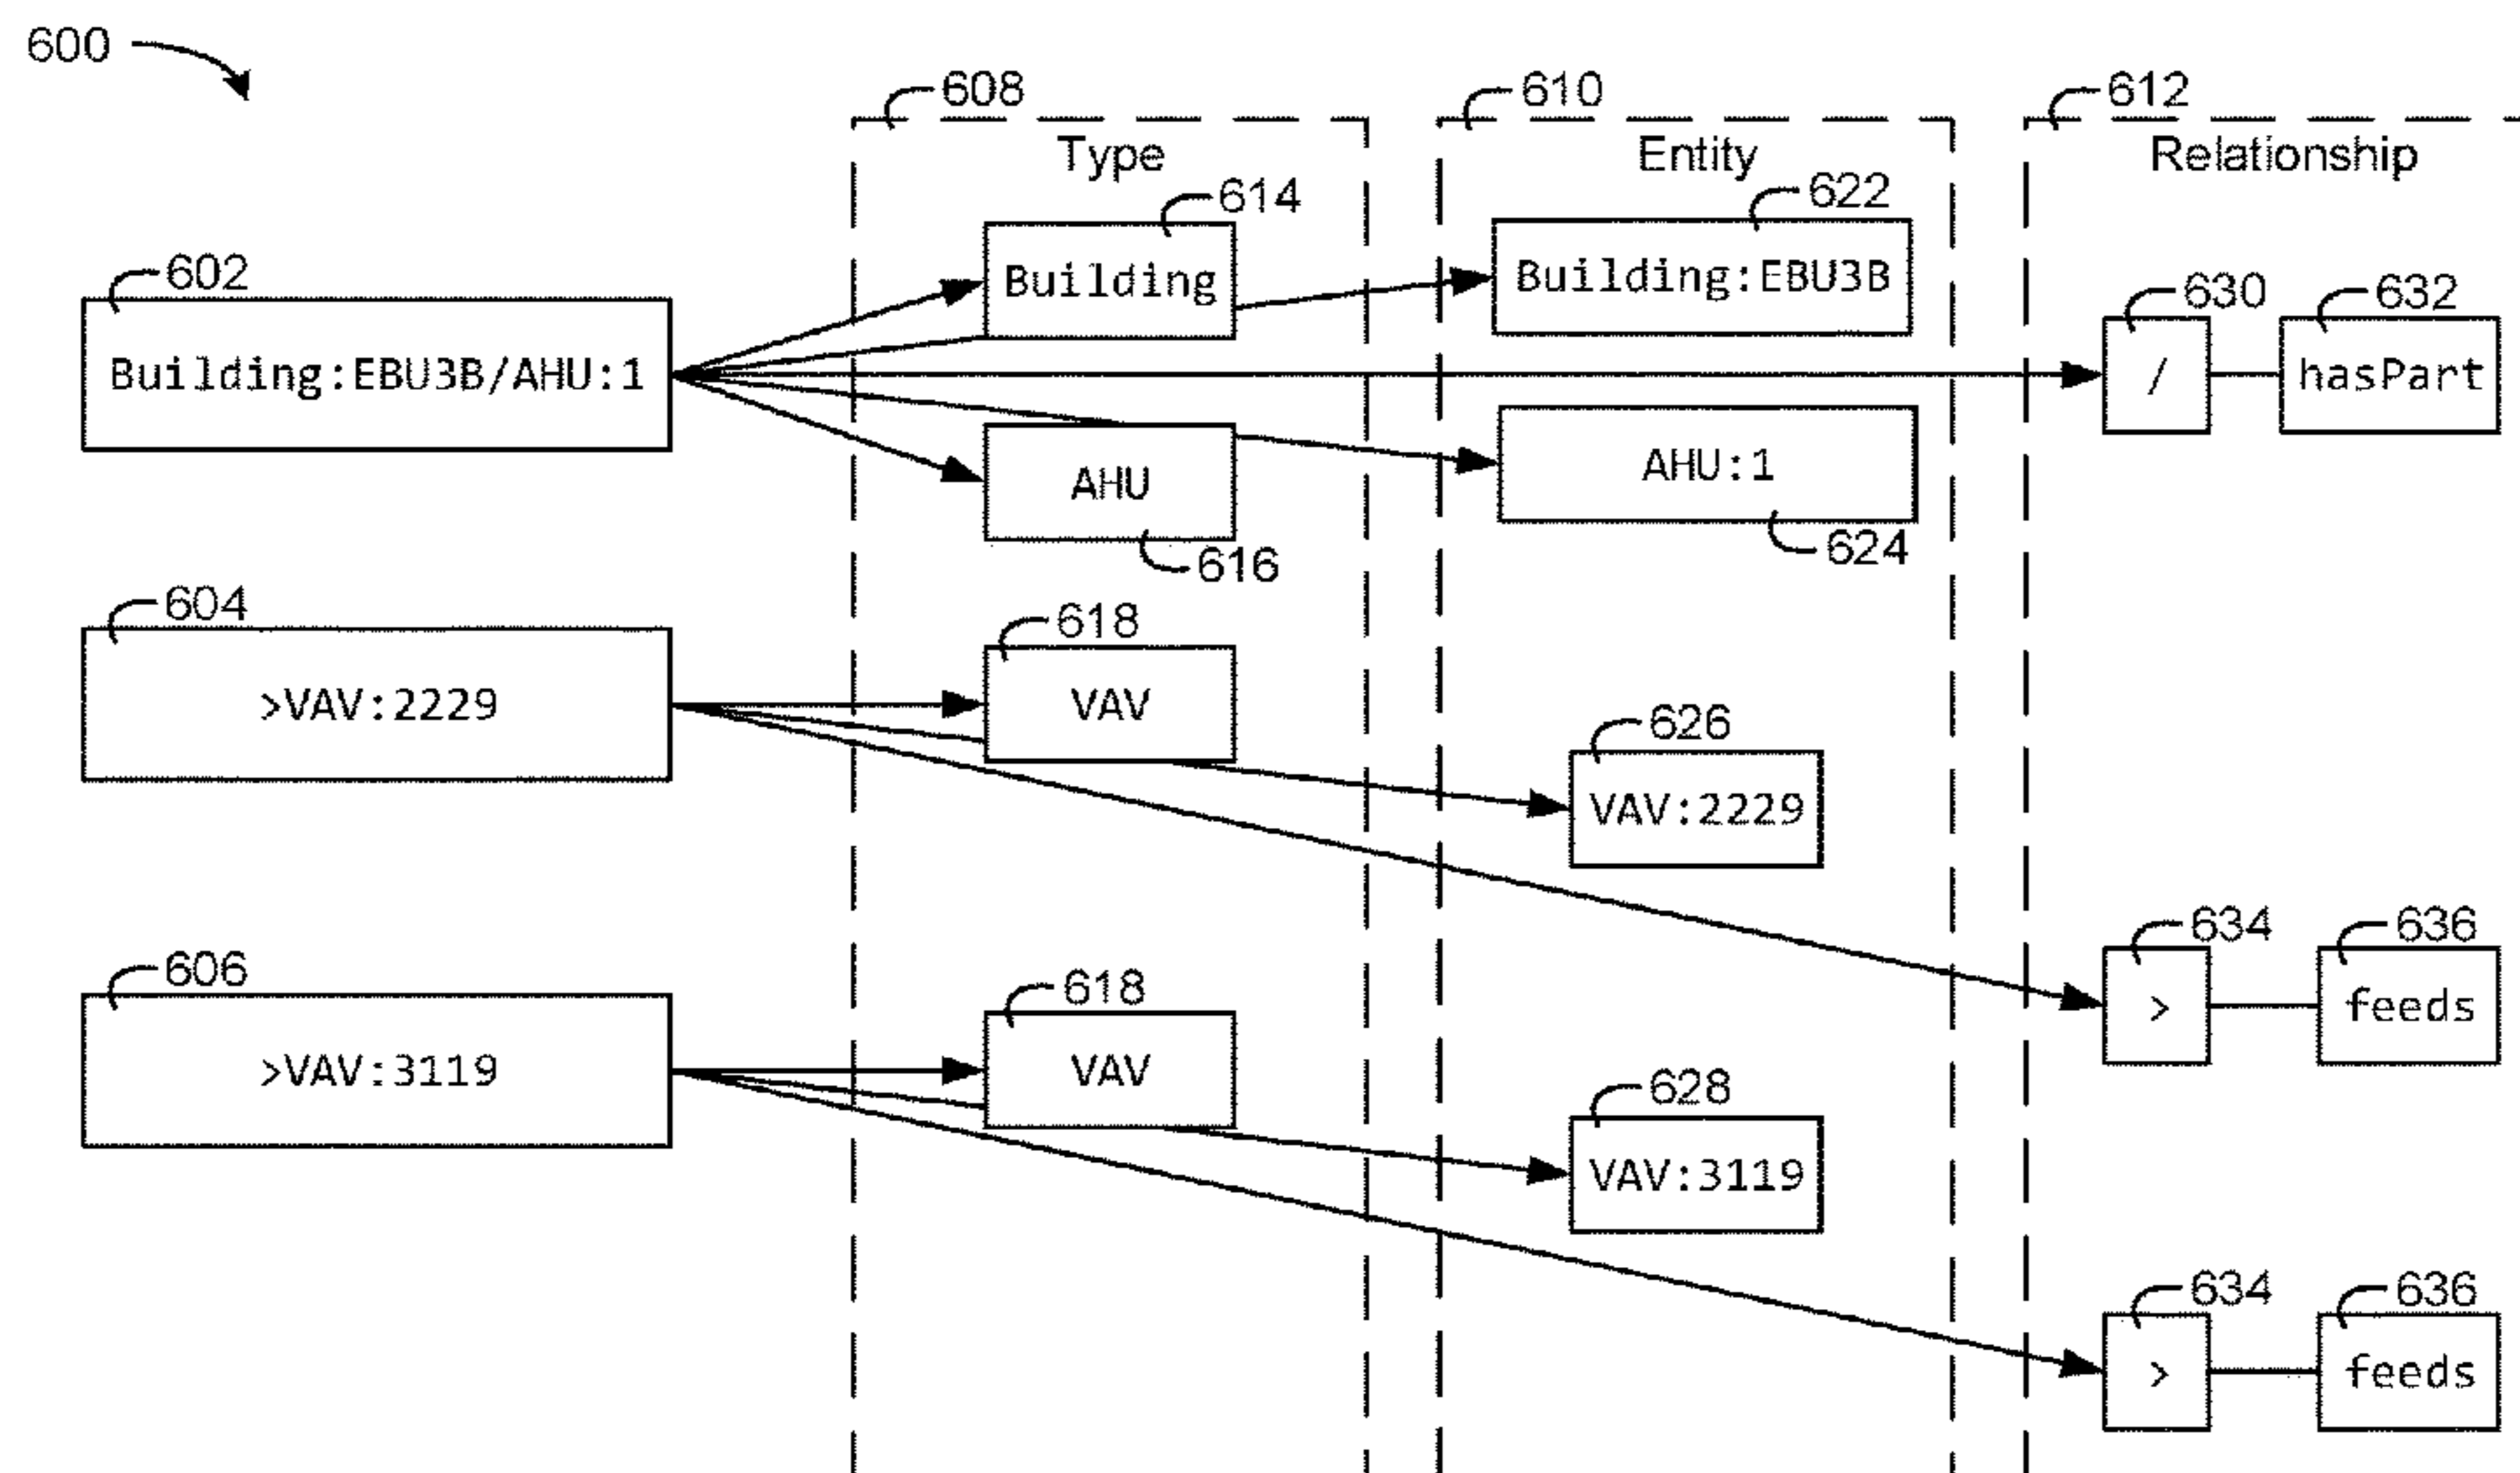 600
608
610
612
Type
Entity
Relationship
614
622
602
Building
Building:EBU3B
630
632
Building:EBU3B/AHU:1
/
hasPart
AHU
AHU:1
616
624
604
618
>VAV:2229
VAV
626
VAV:2229
634
636
>
feeds
606
618
>VAV:3119
VAV
628
VAV:3119
634
636
>
feeds